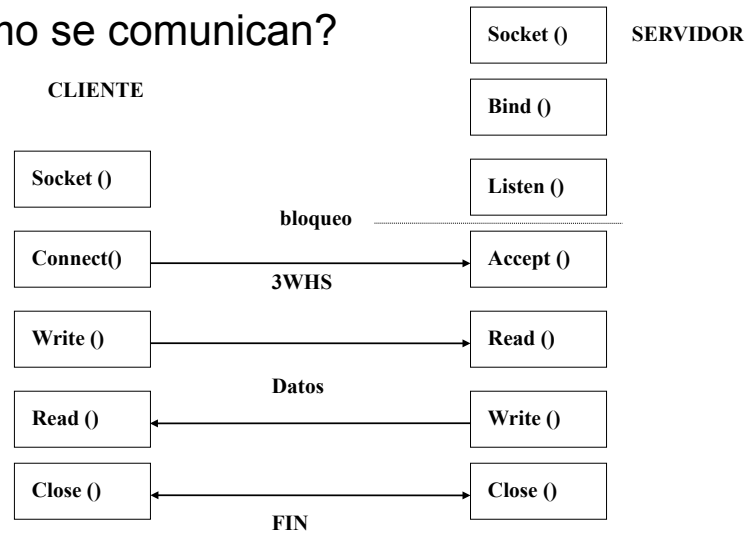 no se comunican?
Socket ()
SERVIDOR
CLIENTE
Bind ()
Socket ()
Listen ()
bloqueo
Connect()
Accept ()
3WHS
Write ()
Read ()
Datos
Read ()
Write ()
Close ()
Close ()
FIN